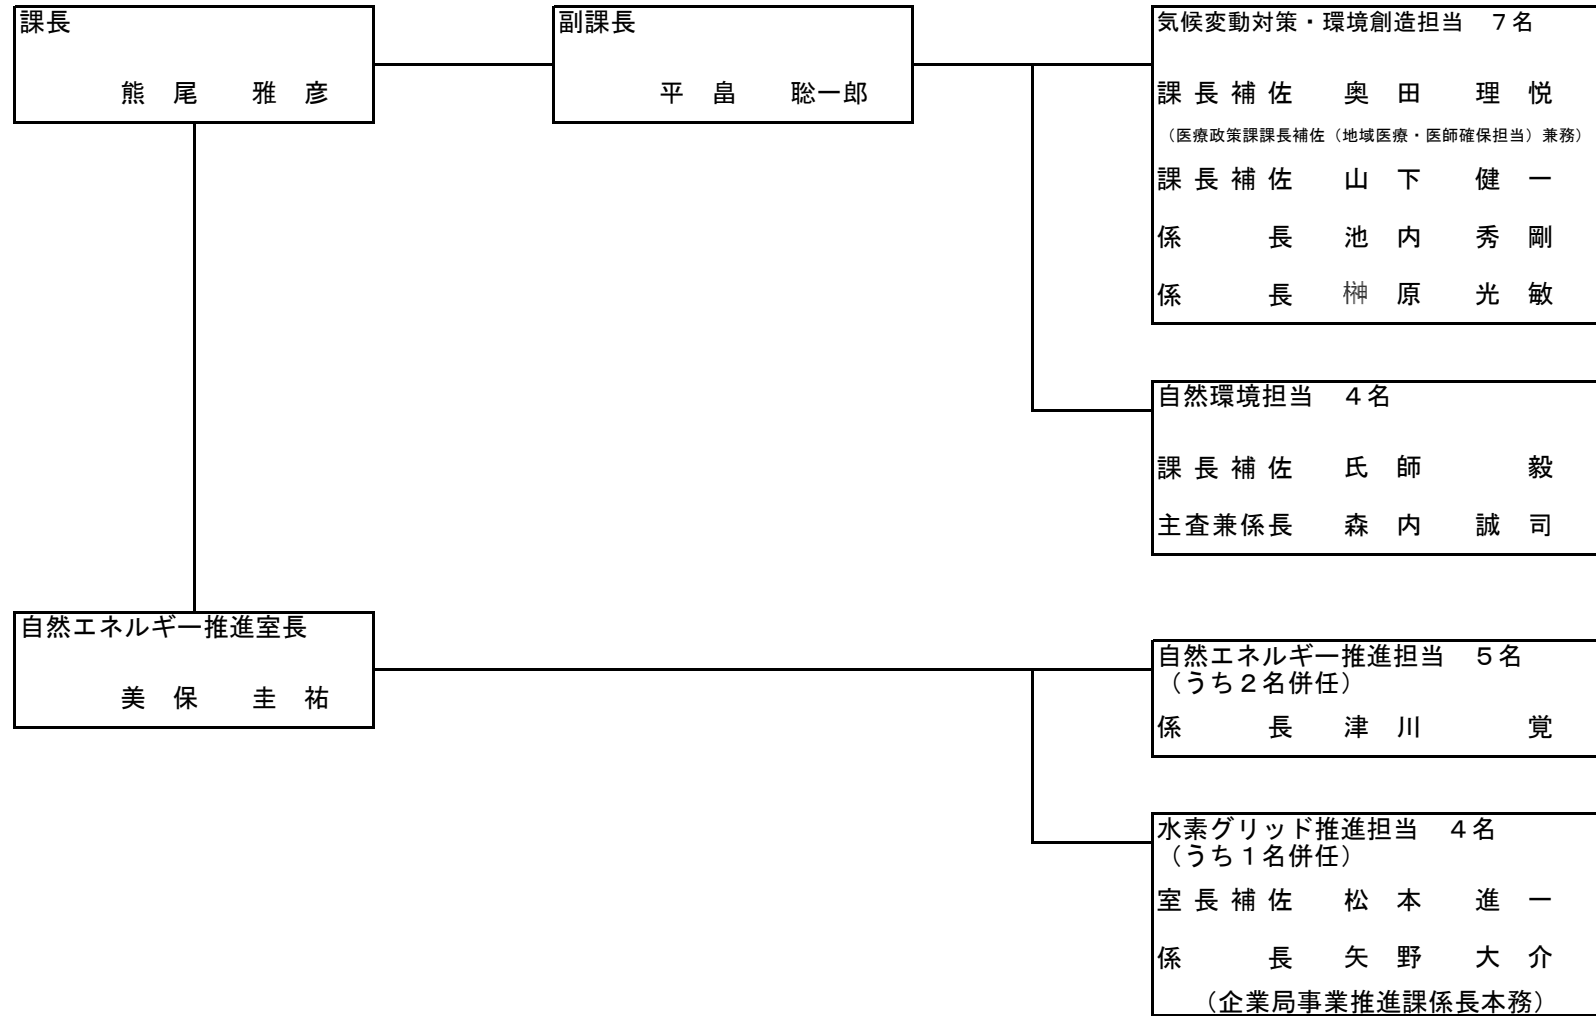 課長
熊尾 雅彦
副課長
平畠 聡一郎
気候変動対策・環境創造担当 ７名
課長補佐 奥田 理悦
（医療政策課課長補佐（地域医療・医師確保担当）兼務）
課長補佐 山下 健一
係長 池内 秀剛
係長 榊原 光敏
自然環境担当 ４名
課長補佐 氏師 毅
主査兼係長 森内 誠司
自然エネルギー推進室長
美保 圭祐
自然エネルギー推進担当 ５名
（うち２名併任）
係長 津川 覚
水素グリッド推進担当 ４名
（うち１名併任）
室長補佐 松本 進一
係長 矢野 大介
（企業局事業推進課係長本務）